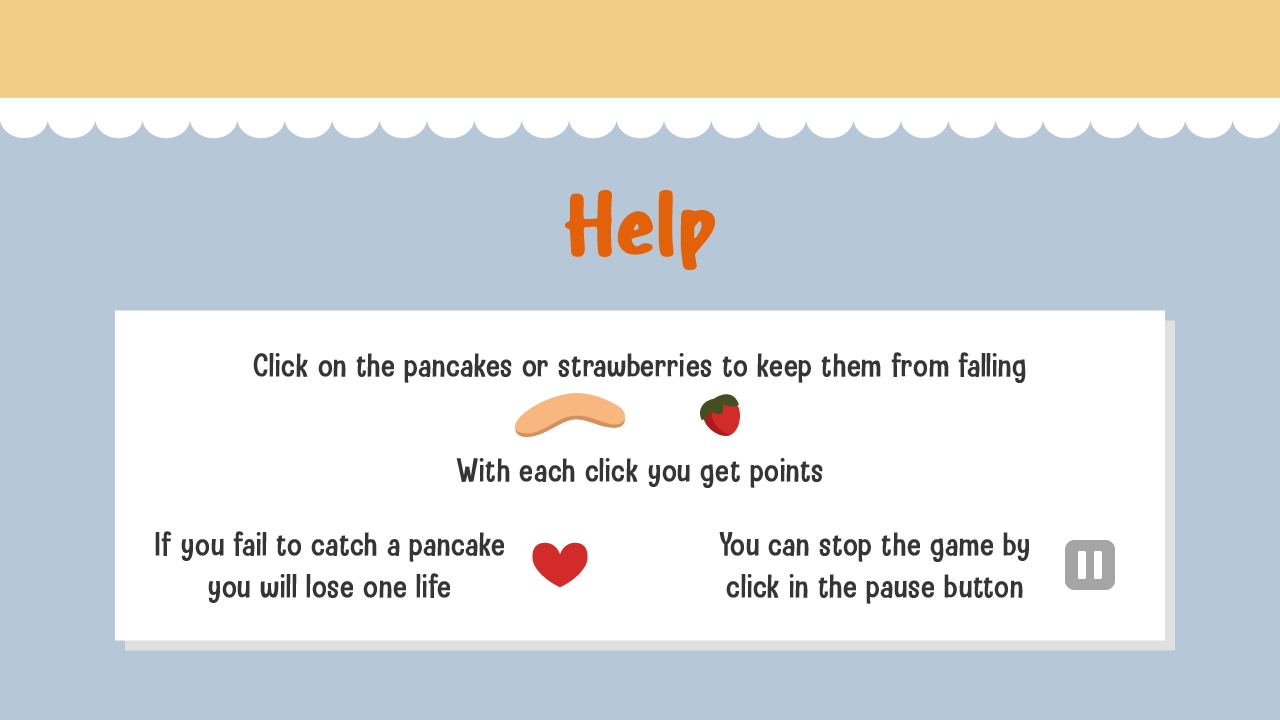 Help
Click on the pancakes or strawberries to keep them from falling
With each click you get points
If you fail to catch a pancake
you will lose one life
You can stop the game by
click in the pause button